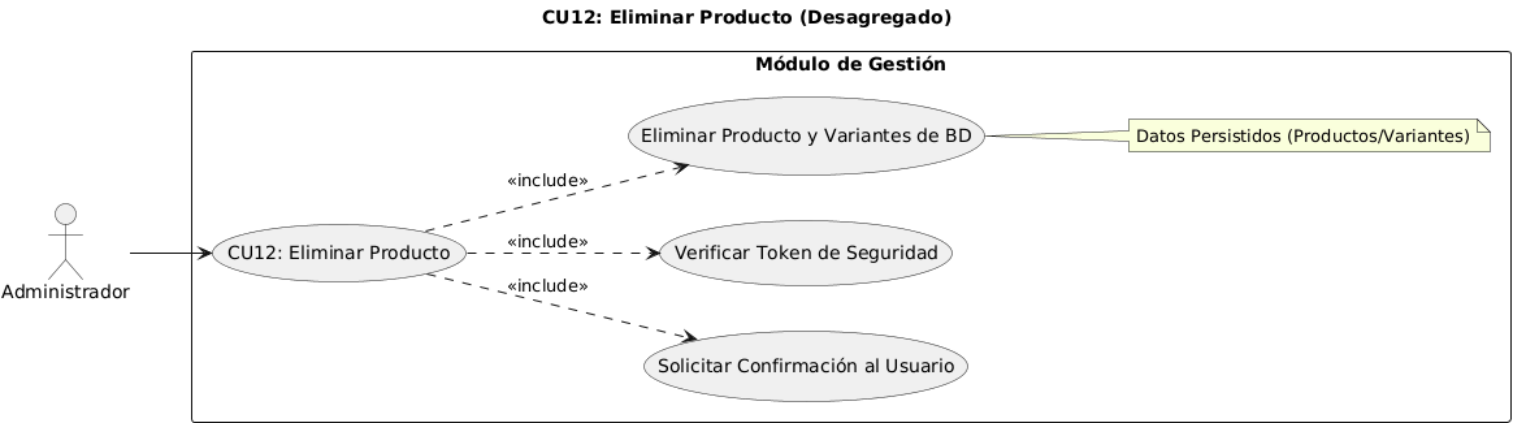 CU12: Eliminar Producto (Desagregado)
Módulo de Gestión
Eliminar Producto y Variantes de BD
Datos Persistidos (Productos/Variantes)
«include»
Administrador
CU12: Eliminar Producto
«include»
Verificar Token de Seguridad
«include»
Solicitar Confirmación al Usuario